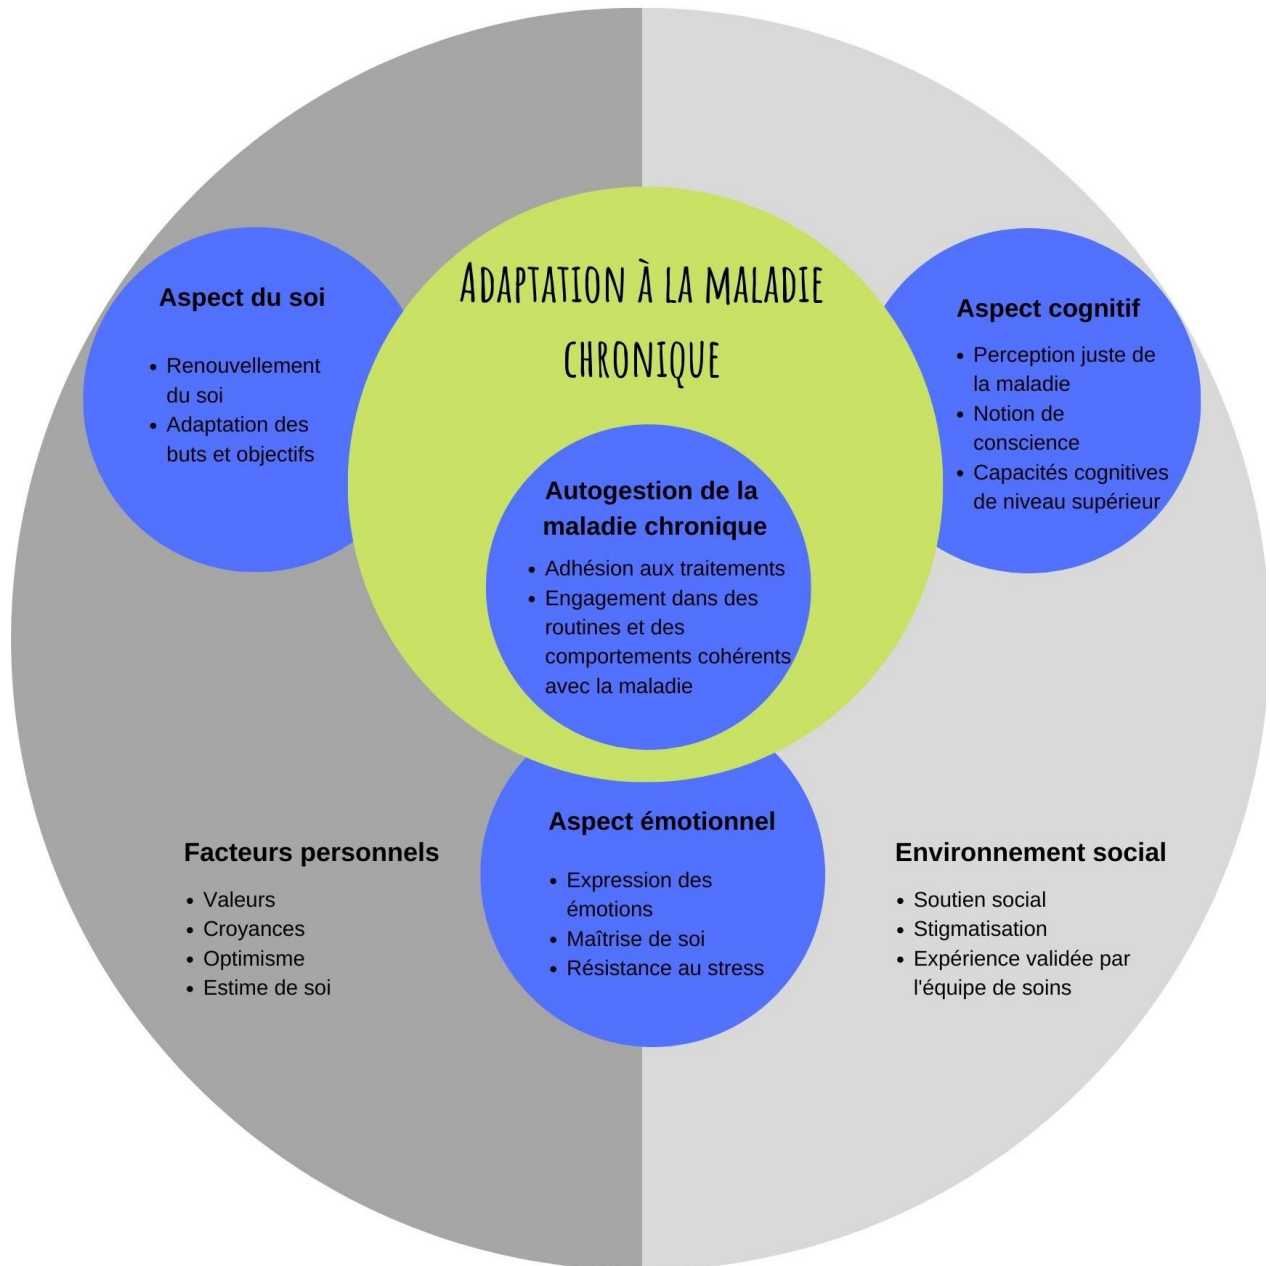 Adaptation à la maladie
chronique
Aspect du soi
• Renouvellement
du soi
• Adaptation des
buts et objectifs
Aspect cognitif
• Perception juste de
la maladie
• Notion de
conscience
• Capacités cognitives
de niveau supérieur
Autogestion de la
maladie chronique
• Adhésion aux traitements
• Engagement dans des
routines et des
comportements cohérents
avec la maladie
Aspect émotionnel
• Expression des
émotions
• Maîtrise de soi
• Résistance au stress
Facteurs personnels
• Valeurs
• Croyances
• Optimisme
• Estime de soi
Environnement social
• Soutien social
• Stigmatisation
• Expérience validée par
l'équipe de soins